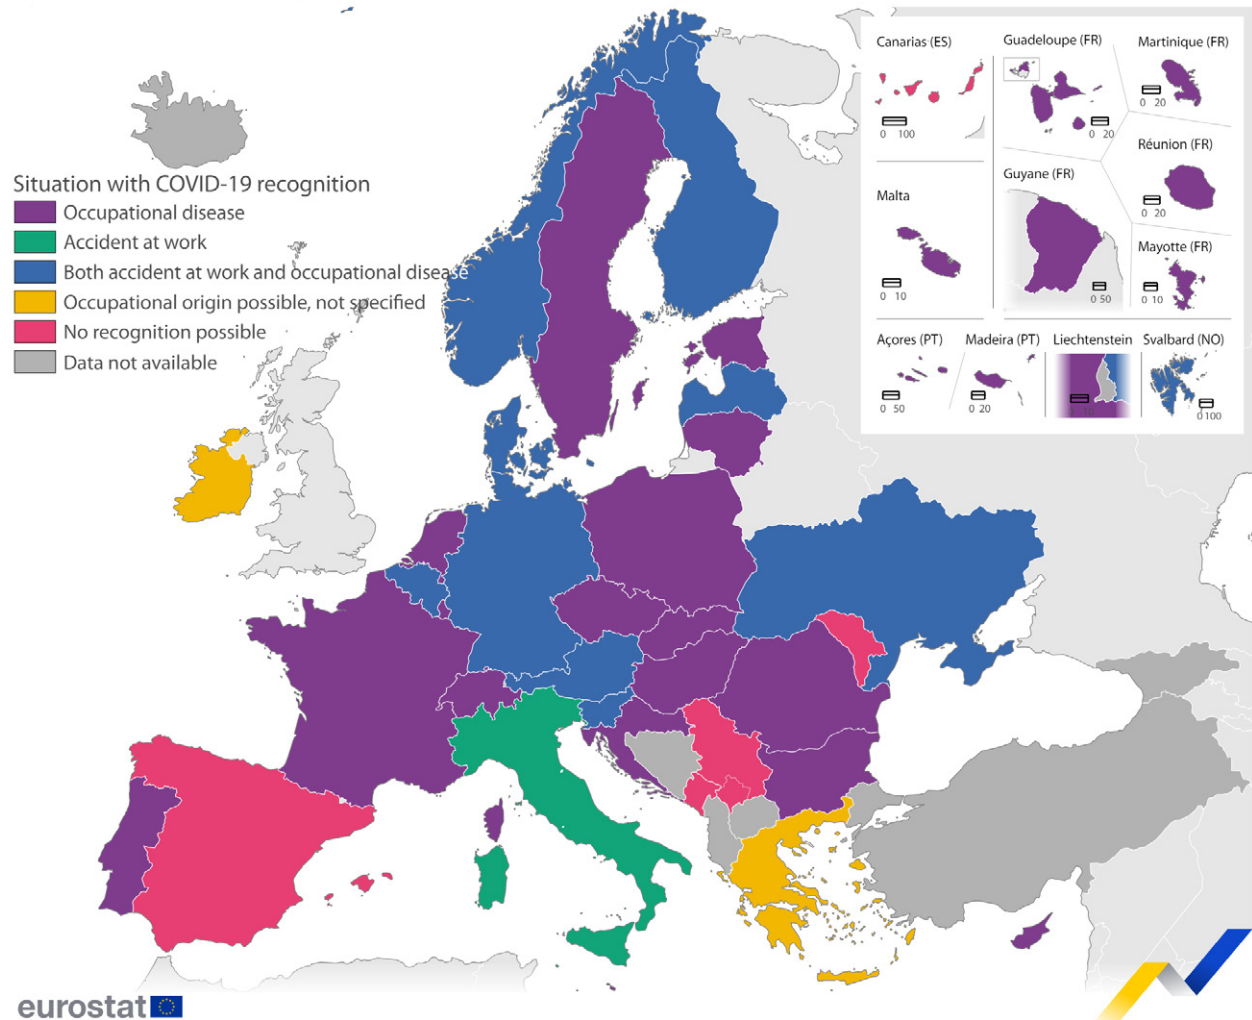 Situation with COVID-19 recognition
Occupational disease
Accident at work
Both accident at work and occupational disease
Occupational origin possible, not specified
No recognition possible
Data not available
Canarias (ES)
0 100
Guadeloupe (FR)
0 20
Martinique (FR)
0 20
Réunion (FR)
0 20
Malta
0 10
Guyane (FR)
0 50
Mayotte (FR)
0 10
Açores (PT)
0 50
Madeira (PT)
0 20
Liechtenstein
Svalbard (NO)
0 100
eurostat